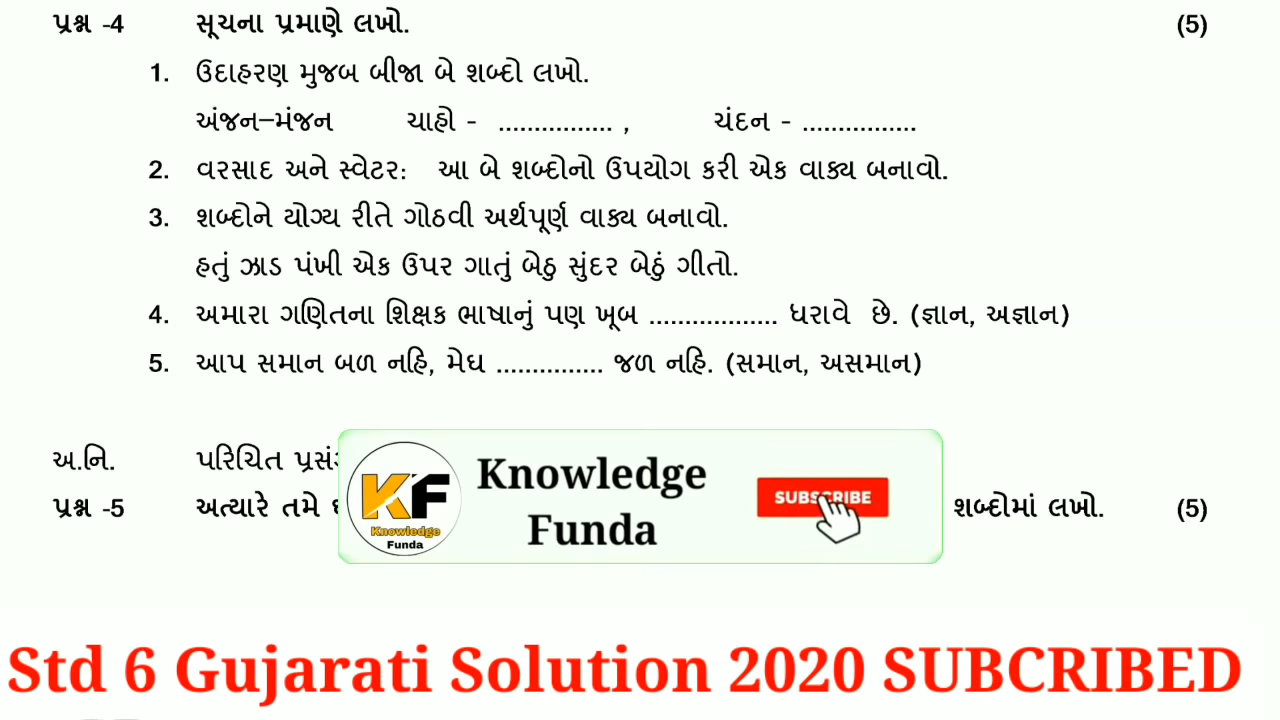 પ્રશ્ન -4 સૂચના પ્રમાણે લખો. (5)
1. ઉદાહરણ મુજબ બીજા બે શબ્દો લખો.
અંજન–મંજન ચાહો - ................ , ચંદન - ................
2. વરસાદ અને સ્વેટર: આ બે શબ્દોનો ઉપયોગ કરી એક વાક્ય બનાવો.
3. શબ્દોને યોગ્ય રીતે ગોઠવી અર્થપૂર્ણ વાક્ય બનાવો.
હતું ઝાડ પંખી એક ઉપર ગાતું બેઠુ સુંદર બેઠું ગીતો.
4. અમારા ગણિતના શિક્ષક ભાષાનું પણ ખૂબ .................. ધરાવે છે. (જ્ઞાન, અજ્ઞાન)
5. આપ સમાન બળ નહિ, મેઘ ............... જળ નહિ. (સમાન, અસમાન)
અ.નિ. પરિચિત
પ્રશ્ન -5 અત્યારે તમે શબ્દોમાં લખો. (5)
KF
Knowledge
Funda
Knowledge
Funda
SUBSCRIBE
Std 6 Gujarati Solution 2020 SUBCRIBED